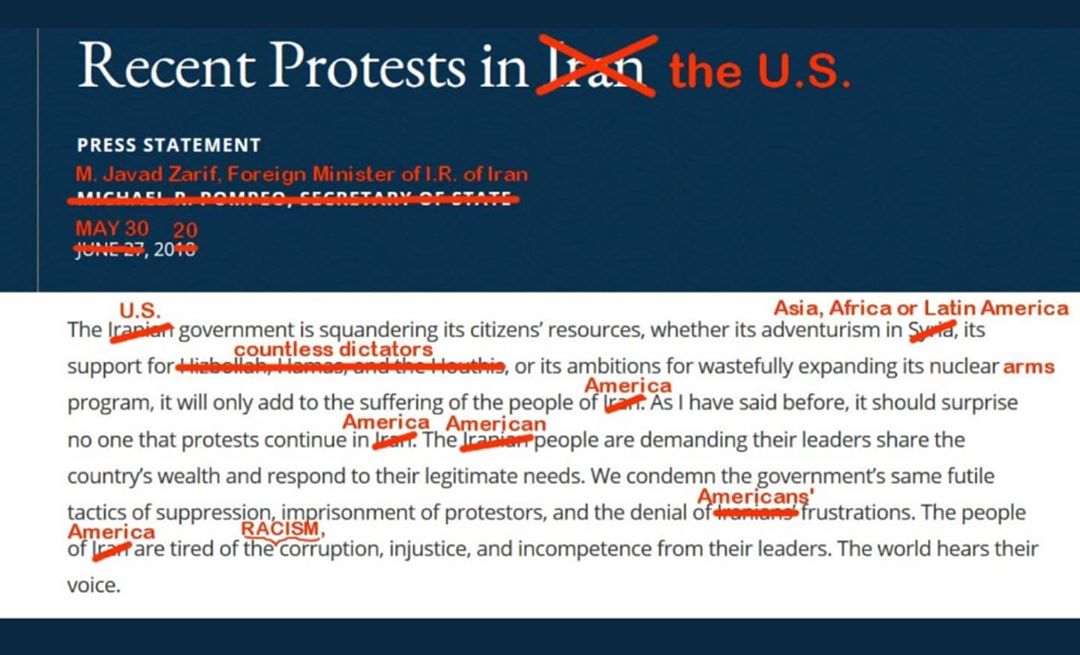 Recent Protests in Iran the U.S.
PRESS STATEMENT
M. Javad Zarif, Foreign Minister of I.R. of Iran
MICHAEL R. POMPEO, SECRETARY OF STATE
MAY 30 20
JUNE 27, 2018
U.S. Asia, Africa or Latin America
The Iranian government is squandering its citizens’ resources, whether its adventurism in Syria, its
countless dictators
support for Hizbollah, Hamas, and the Houthis, or its ambitions for wastefully expanding its nuclear arms
America
program, it will only add to the suffering of the people of Iran. As I have said before, it should surprise
America American
no one that protests continue in Iran. The Iranian people are demanding their leaders share the
country’s wealth and respond to their legitimate needs. We condemn the government’s same futile
Americans'
tactics of suppression, imprisonment of protestors, and the denial of Iranians’ frustrations. The people
America RACISM,
of Iran are tired of the corruption, injustice, and incompetence from their leaders. The world hears their
voice.